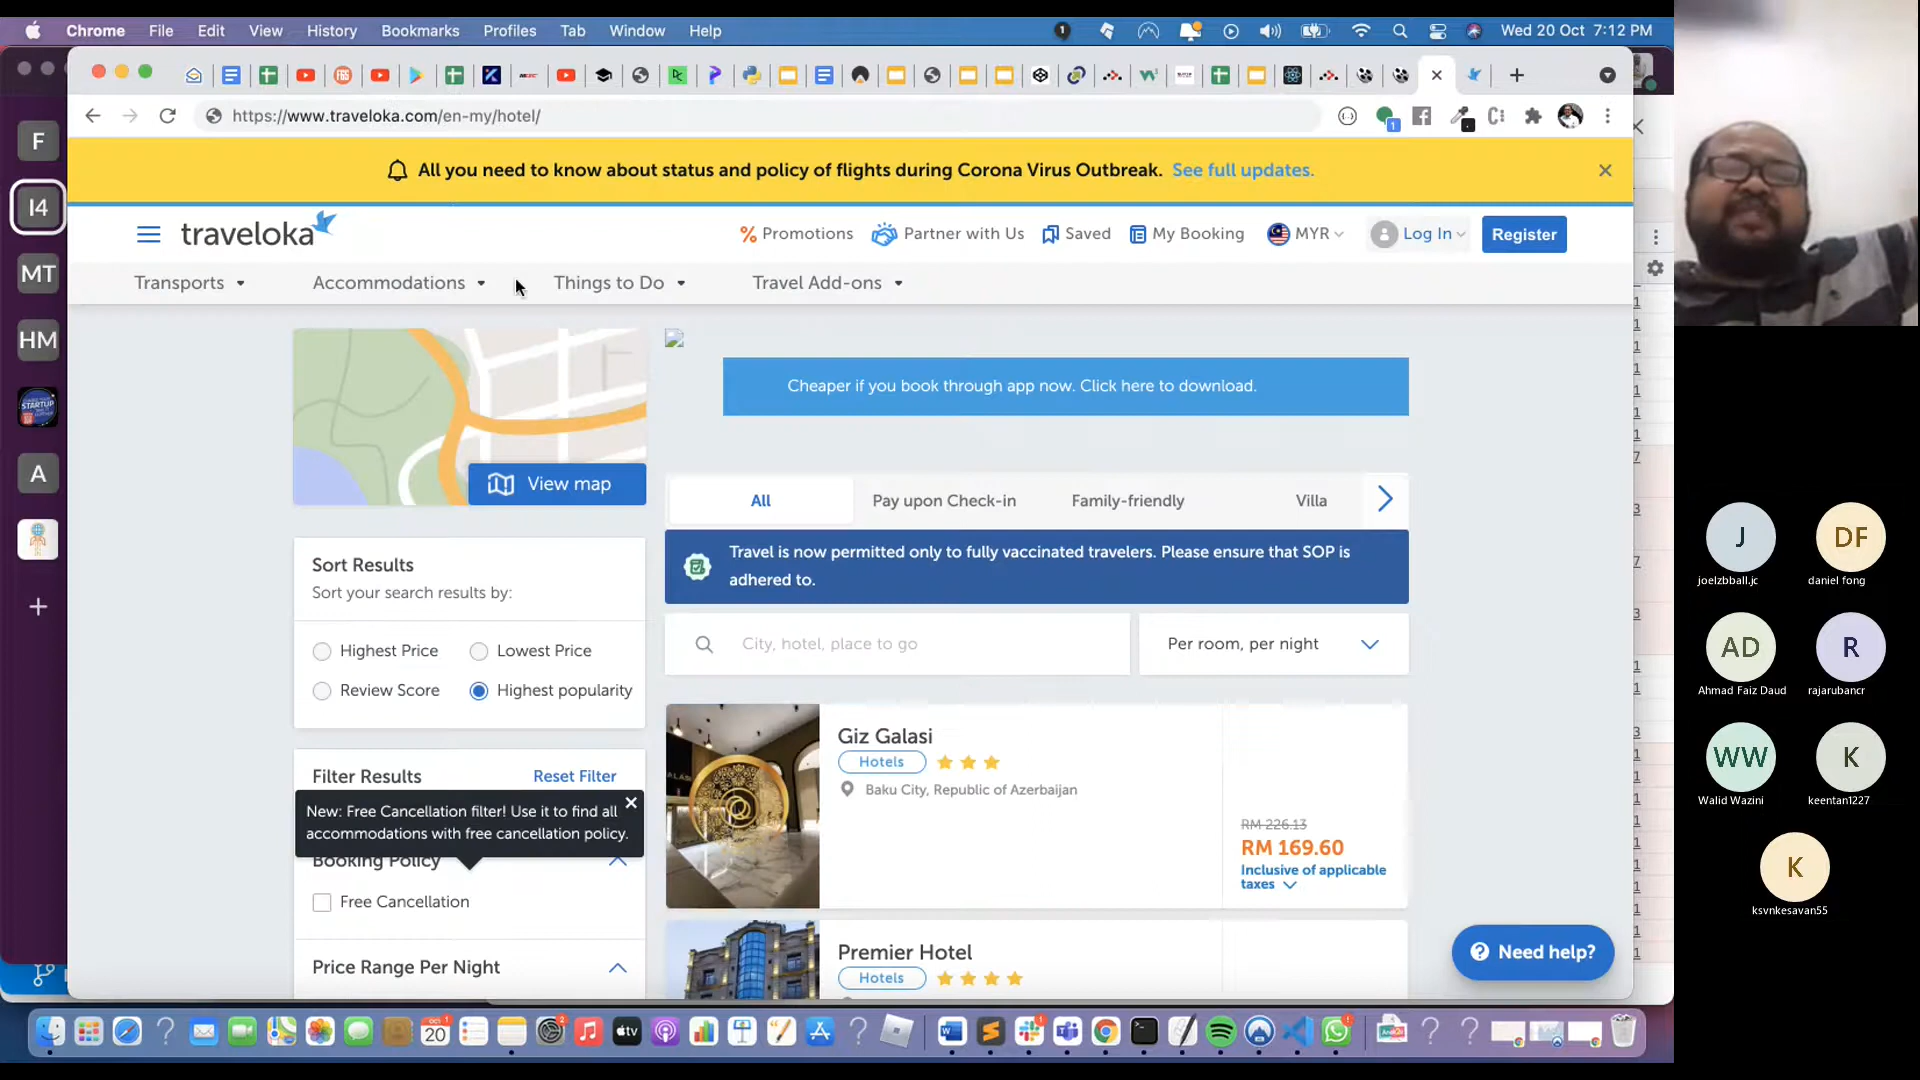 Chrome File Edit View History Bookmarks Profiles Tab Window Help
1
Wed 20 Oct 7:12 PM
https://www.traveloka.com/en-my/hotel/
1
All you need to know about status and policy of flights during Corona Virus Outbreak. See full updates.
traveloka
Promotions
Partner with Us
Saved
My Booking
MYR
Log In
Register
Transports
Accommodations
Things to Do
Travel Add-ons
View map
Cheaper if you book through app now. Click here to download.
All
Pay upon Check-in
Family-friendly
Villa
Travel is now permitted only to fully vaccinated travelers. Please ensure that SOP is
adhered to.
Sort Results
Sort your search results by:
Highest Price
Lowest Price
Review Score
Highest popularity
City, hotel, place to go
Per room, per night
Filter Results
Reset Filter
New: Free Cancellation filter! Use it to find all
accommodations with free cancellation policy.
Booking Policy
Free Cancellation
Price Range Per Night
Giz Galasi
Hotels
Baku City, Republic of Azerbaijan
RM 226.13
RM 169.60
Inclusive of applicable
taxes
Premier Hotel
Hotels
Need help?
F
I4
MT
HM
STARTUP
A
J
joelzbball.jc
DF
daniel fong
AD
Ahmad Faiz Daud
R
rajarubancr
WW
Walid Wazini
K
keentan1227
K
ksvnkesavan55
20
tv